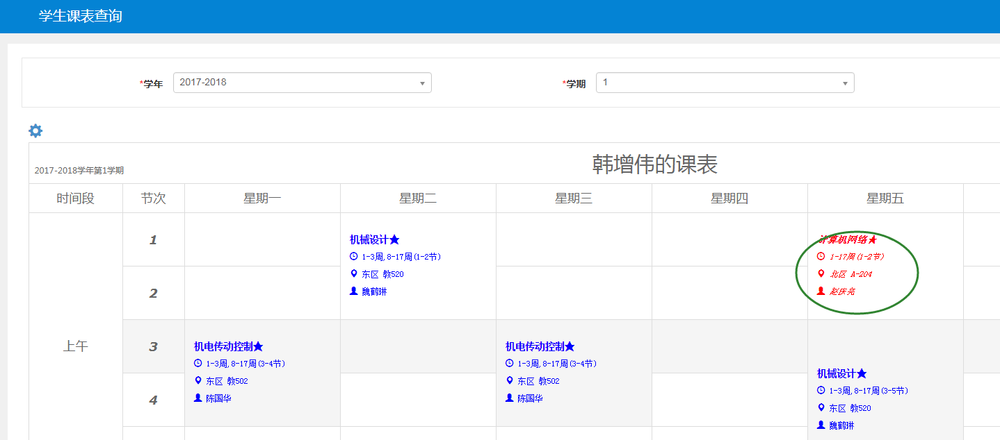 学生课表查询
*学年 2017-2018 *学期 1
韩增伟的课表
2017-2018学年第1学期
时间段 节次 星期一 星期二 星期三 星期四 星期五
上午
1
2
3
4
机械设计★
1-3周,8-17周(1-2节)
东区 教520
魏鹤琳
计算机网络★
1-17周(1-2节)
北区 A-204
赵庆亮
机电传动控制★
1-3周,8-17周(3-4节)
东区 教502
陈国华
机电传动控制★
1-3周,8-17周(3-4节)
东区 教502
陈国华
机械设计★
1-3周,8-17周(3-5节)
东区 教520
魏鹤琳